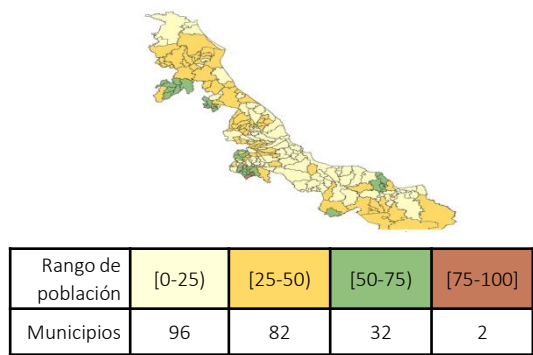 Rango de
población
[0-25)
[25-50)
[50-75)
[75-100]
Municipios
96
82
32
2